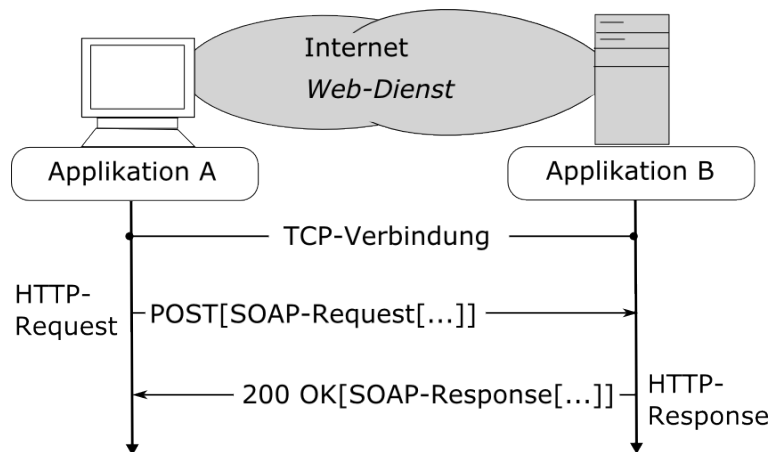 Internet
Web-Dienst
Applikation A
Applikation B
TCP-Verbindung
HTTP-
Request
POST[SOAP-Request[...]]
200 OK[SOAP-Response[...]]
HTTP-
Response